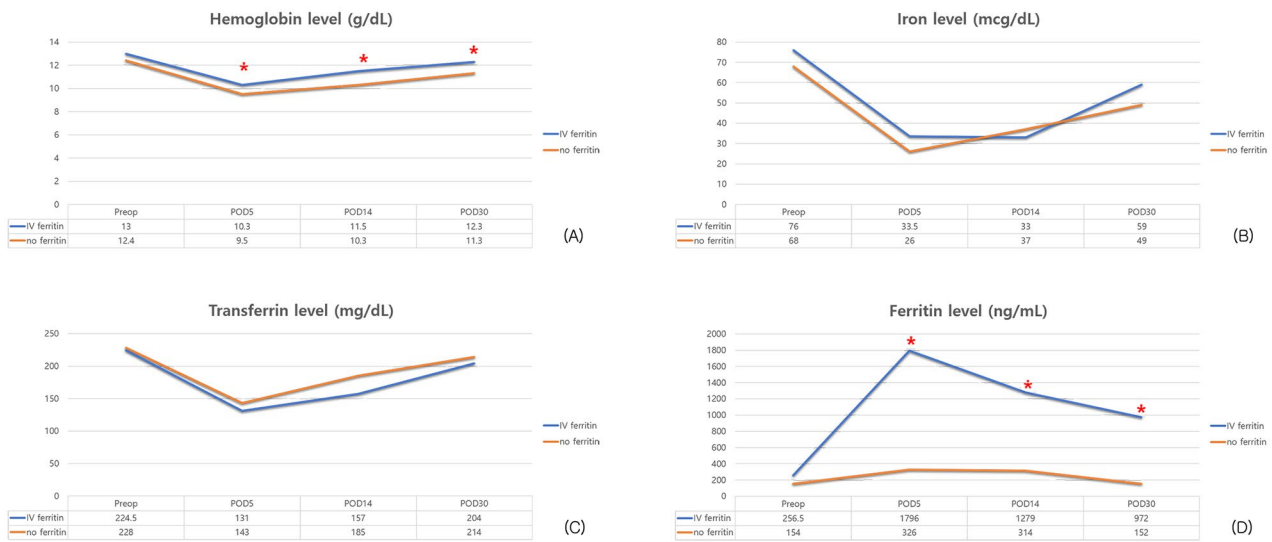 Hemoglobin level (g/dL)
14
12
10
8
6
4
2
0
Preop POD5 POD14 POD30
IV ferritin 13 10.3 11.5 12.3
no ferritin 12.4 9.5 10.3 11.3
IV ferritin
no ferritin
* * *
(A)
Iron level (mcg/dL)
80
70
60
50
40
30
20
10
0
Preop POD5 POD14 POD30
IV ferritin 76 33.5 33 59
no ferritin 68 26 37 49
IV ferritin
no ferritin
(B)
Transferrin level (mg/dL)
250
200
150
100
50
0
Preop POD5 POD14 POD30
IV ferritin 224.5 131 157 204
no ferritin 228 143 185 214
IV ferritin
no ferritin
(C)
Ferritin level (ng/mL)
2000
1800
1600
1400
1200
1000
800
600
400
200
0
Preop POD5 POD14 POD30
IV ferritin 256.5 1796 1279 972
no ferritin 154 326 314 152
IV ferritin
no ferritin
* * *
(D)